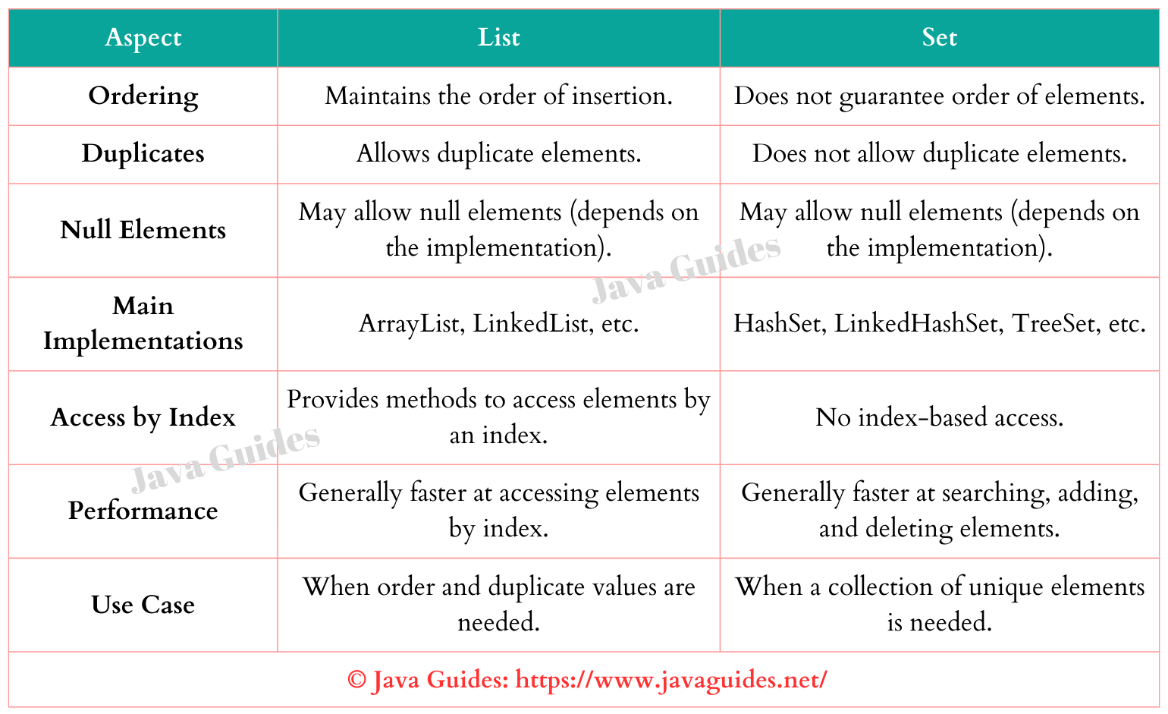 Aspect List Set
Ordering Maintains the order of insertion. Does not guarantee order of elements.
Duplicates Allows duplicate elements. Does not allow duplicate elements.
Null Elements
May allow null elements (depends on
the implementation).
May allow null elements (depends on
the implementation).
Java Guides
Main
Implementations
ArrayList, LinkedList, etc.
HashSet, LinkedHashSet, TreeSet, etc.
Access by Index
Provides methods to access elements by
an index.
No index-based access.
Java Guides
Performance
Generally faster at accessing elements
by index.
Generally faster at searching, adding,
and deleting elements.
Use Case
When order and duplicate values are
needed.
When a collection of unique elements
is needed.
© Java Guides: https://www.javaguides.net/